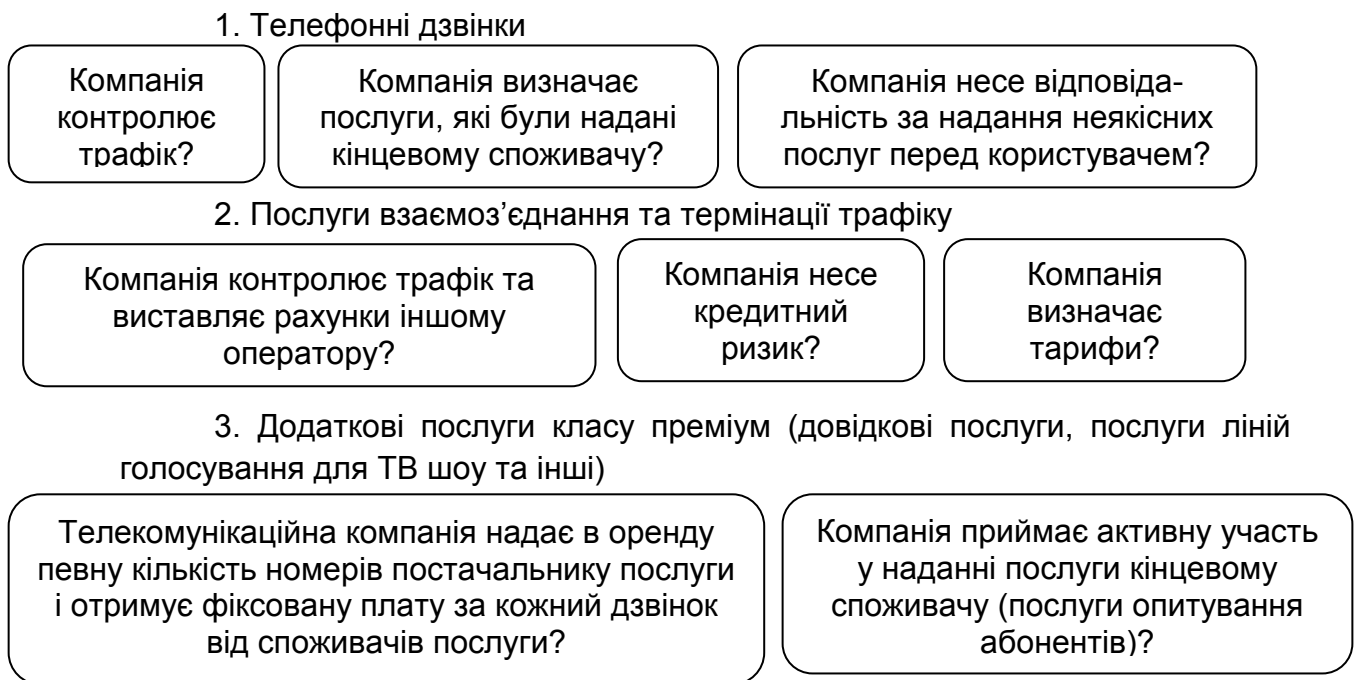 1. Телефонні дзвінки
Компанія
контролює
трафік?
Компанія визначає
послуги, які були надані
кінцевому споживачу?
Компанія несе відповіда-
льність за надання неякісних
послуг перед користувачем?
2. Послуги взаємоз’єднання та термінації трафіку
Компанія контролює трафік та
виставляє рахунки іншому
оператору?
Компанія несе
кредитний
ризик?
Компанія
визначає
тарифи?
3. Додаткові послуги класу преміум (довідкові послуги, послуги ліній
голосування для ТВ шоу та інші)
Телекомунікаційна компанія надає в оренду
певну кількість номерів постачальнику послуги
і отримує фіксовану плату за кожний дзвінок
від споживачів послуги?
Компанія приймає активну участь
у наданні послуги кінцевому
споживачу (послуги опитування
абонентів)?